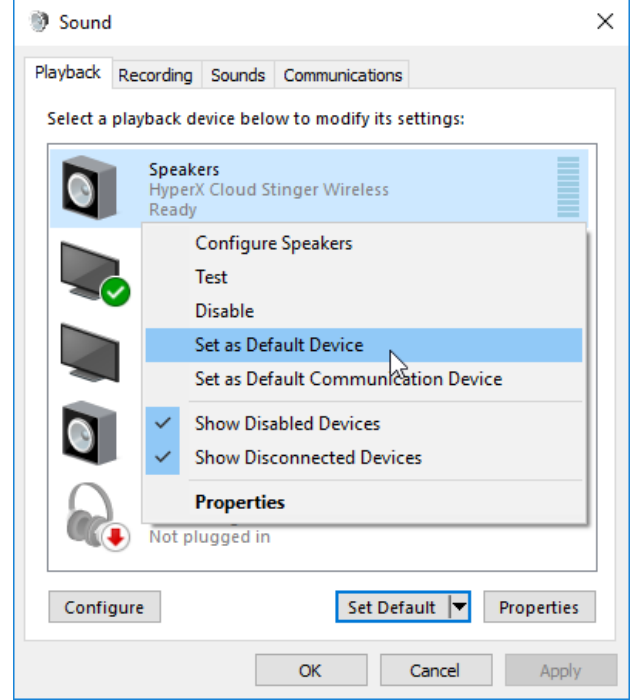 Sound
Playback Recording Sounds Communications
Select a playback device below to modify its settings:
Speakers
HyperX Cloud Stinger Wireless
Ready
Configure Speakers
Test
Disable
Set as Default Device
Set as Default Communication Device
Show Disabled Devices
Show Disconnected Devices
Properties
Not plugged in
Configure Set Default Properties
OK Cancel Apply